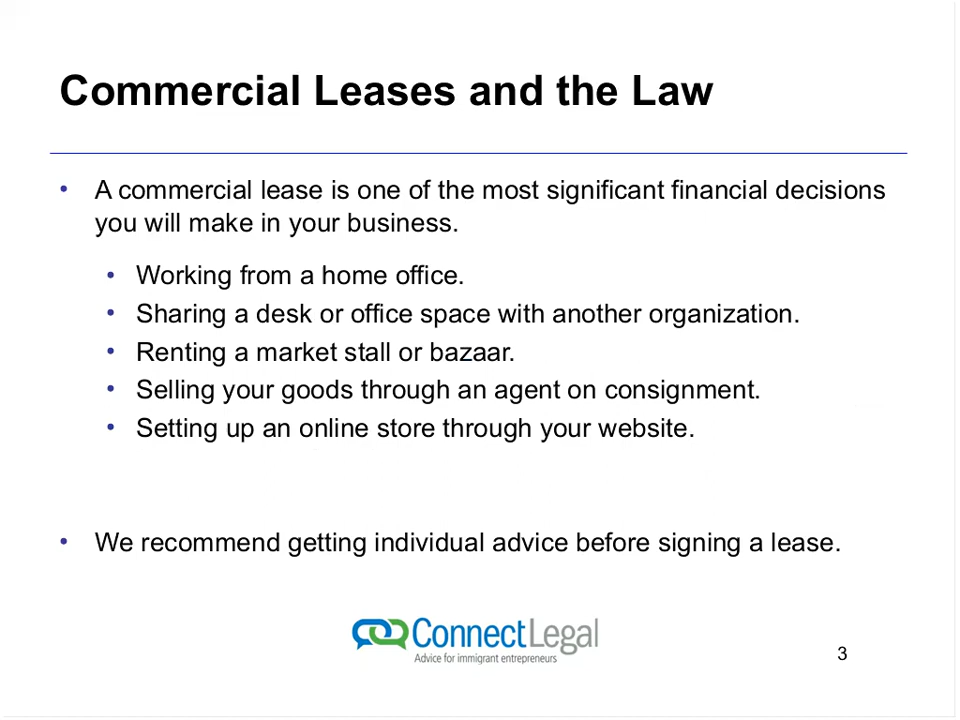 Commercial Leases and the Law
• A commercial lease is one of the most significant financial decisions
you will make in your business.
• Working from a home office.
• Sharing a desk or office space with another organization.
• Renting a market stall or bazaar.
• Selling your goods through an agent on consignment.
• Setting up an online store through your website.
• We recommend getting individual advice before signing a lease.
ConnectLegal
Advice for immigrant entrepreneurs
3